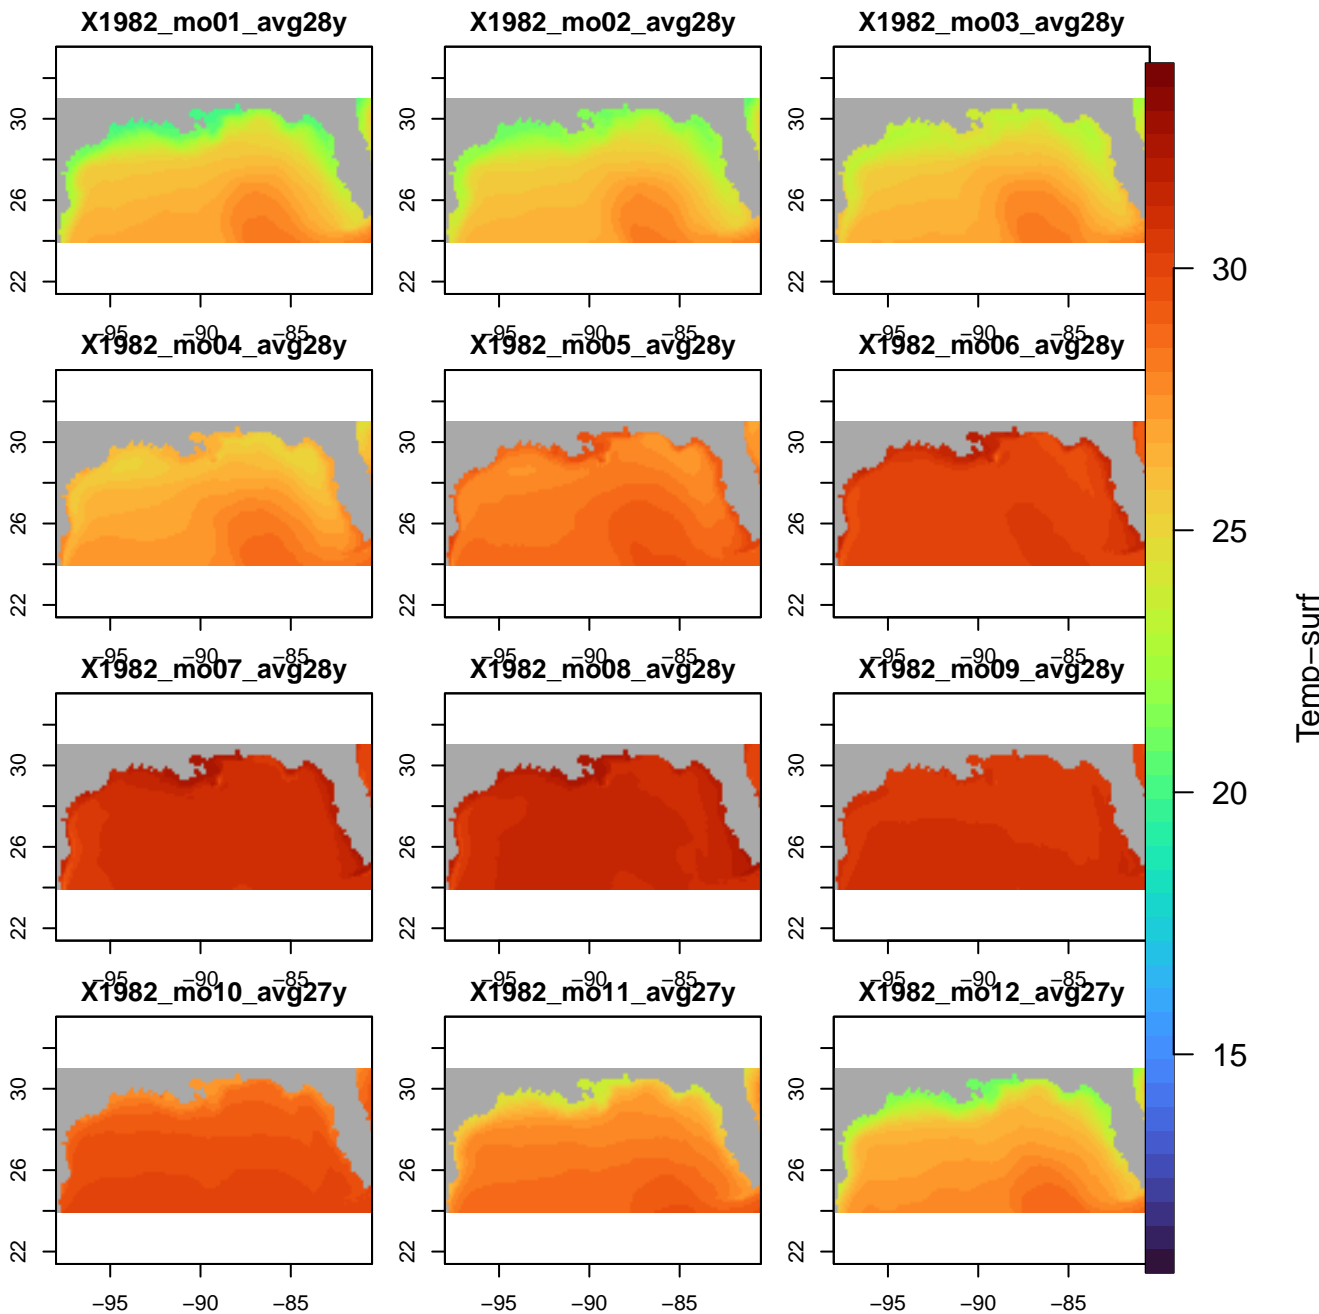 X1982_mo01_avg28y X1982_mo02_avg28y X1982_mo03_avg28y
30 30 30
26 26 26
22 22 22
−95 −90 −85 −95 −90 −85 −95 −90 −85
X1982_mo04_avg28y X1982_mo05_avg28y X1982_mo06_avg28y
30 30 30
26 26 26
22 22 22
−95 −90 −85 −95 −90 −85 −95 −90 −85
X1982_mo07_avg28y X1982_mo08_avg28y X1982_mo09_avg28y
30 30 30
26 26 26
22 22 22
−95 −90 −85 −95 −90 −85 −95 −90 −85
X1982_mo10_avg27y X1982_mo11_avg27y X1982_mo12_avg27y
30 30 30
26 26 26
22 22 22
−95 −90 −85 −95 −90 −85 −95 −90 −85
30
25
20
15
Temp−surf